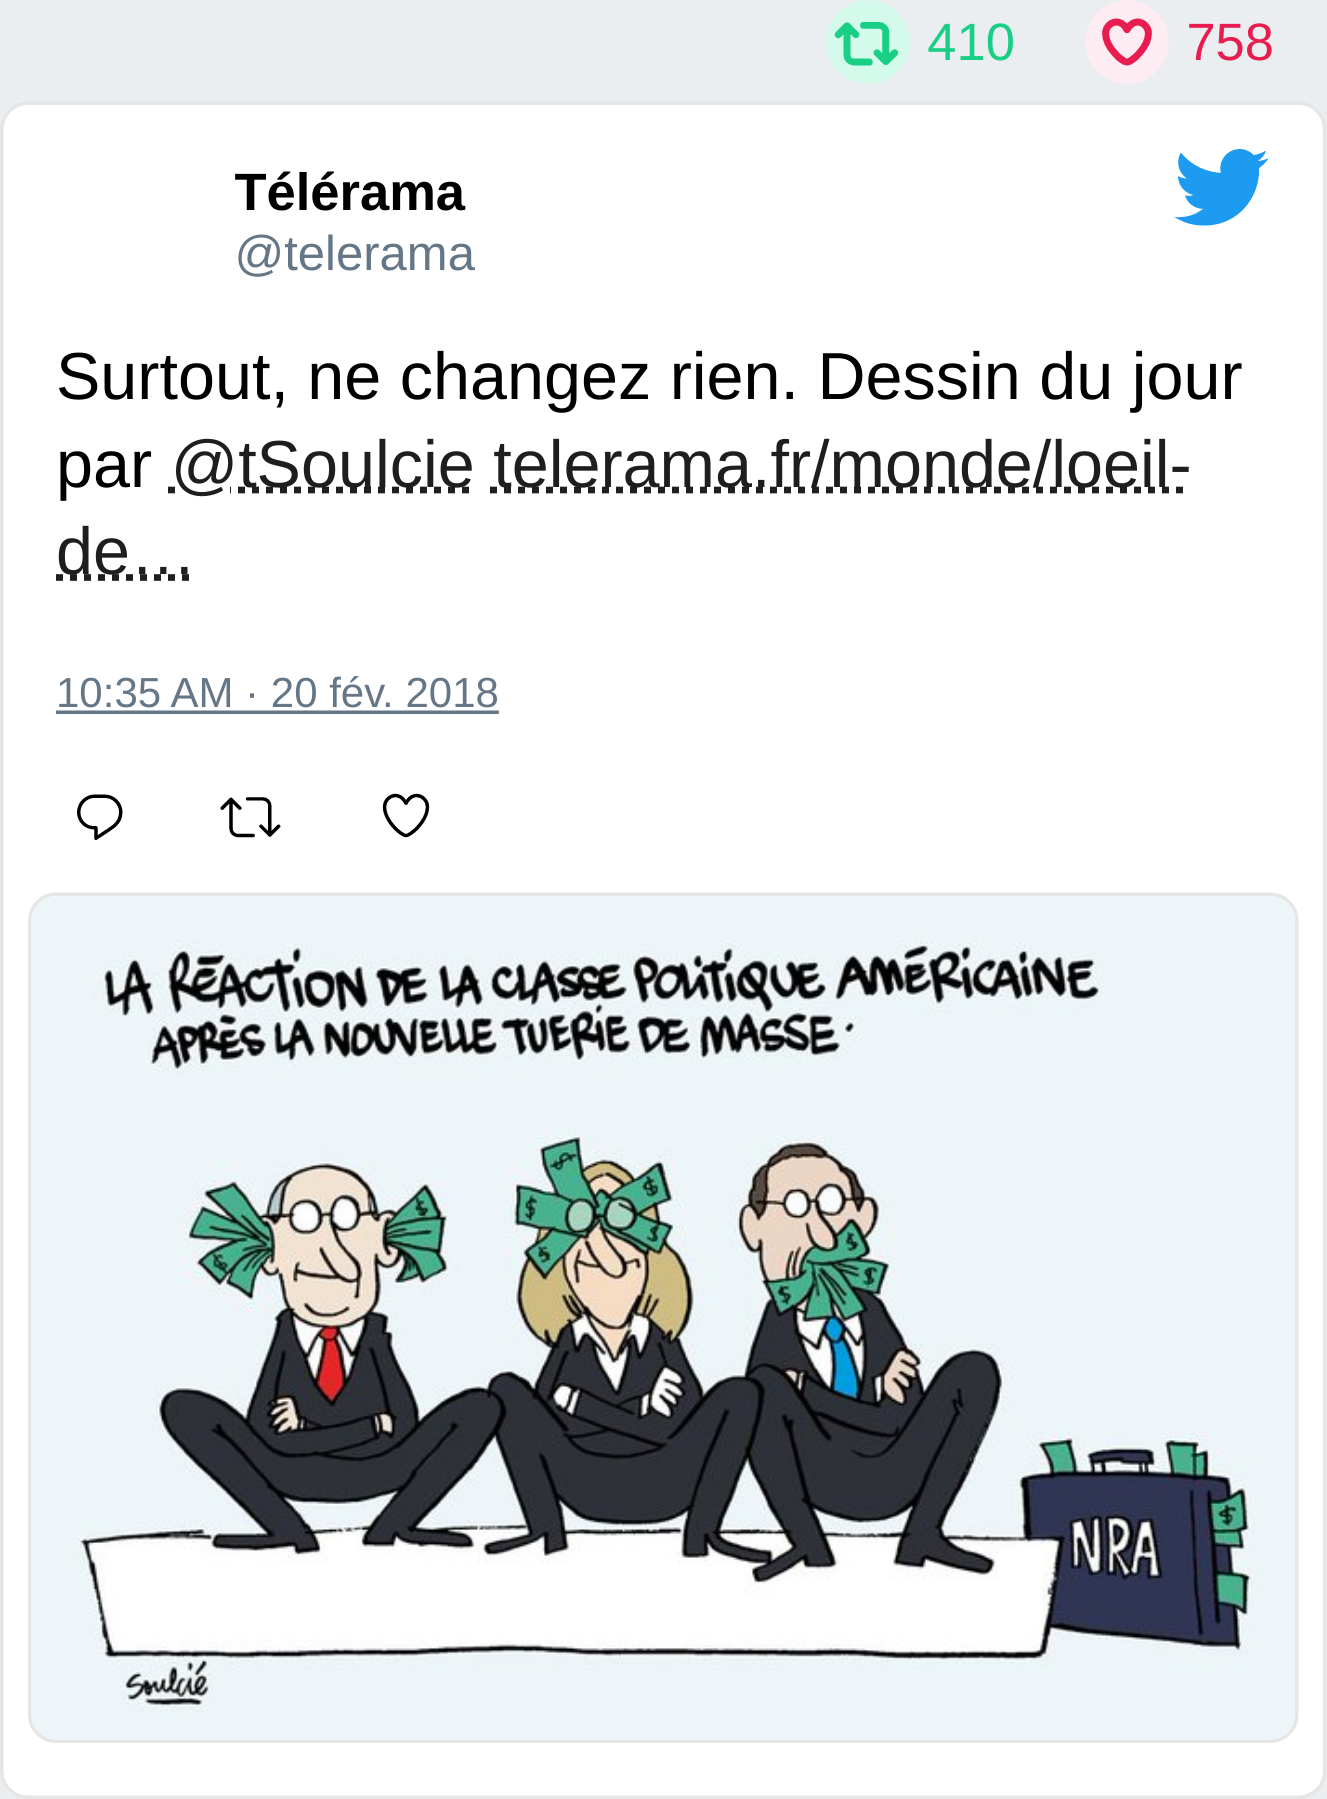 410 758
Télérama
@telerama
Surtout, ne changez rien. Dessin du jour
par @tSoulcie telerama.fr/monde/loeil-
de…
10:35 AM · 20 fév. 2018
LA RÉACTION DE LA CLASSE POLITIQUE AMÉRICAINE
APRÈS LA NOUVELLE TUERIE DE MASSE.
$ $ $ $ $ $ $ $ $ $
NRA
$
Soulcié